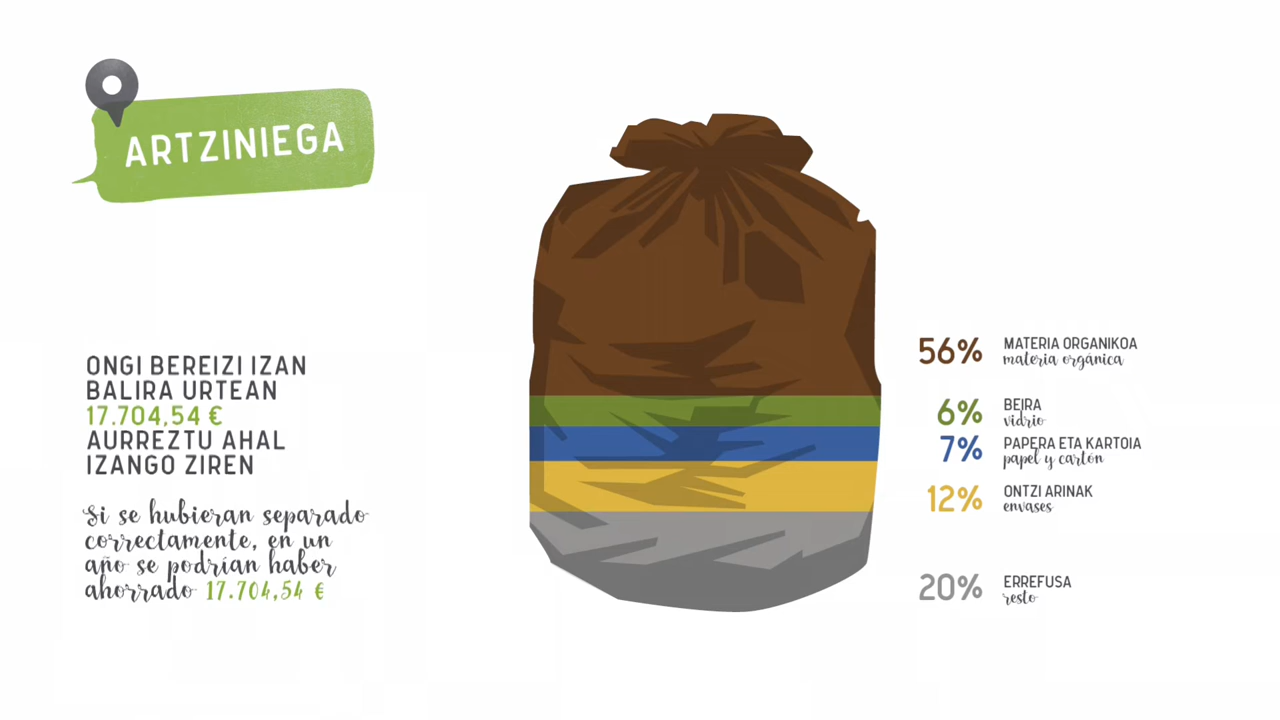 ARTZINIEGA
ONGI BEREIZI IZAN
BALIRA URTEAN
17.704,54 €
AURREZTU AHAL
IZANGO ZIREN
Si se hubieran separado
correctamente, en un
año se podrían haber
ahorrado 17.704,54 €
56% MATERIA ORGANIKOA
materia orgánica
6% BEIRA
vidrio
7% PAPERA ETA KARTOIA
papel y cartón
12% ONTZI ARINAK
envases
20% ERREFUSA
resto